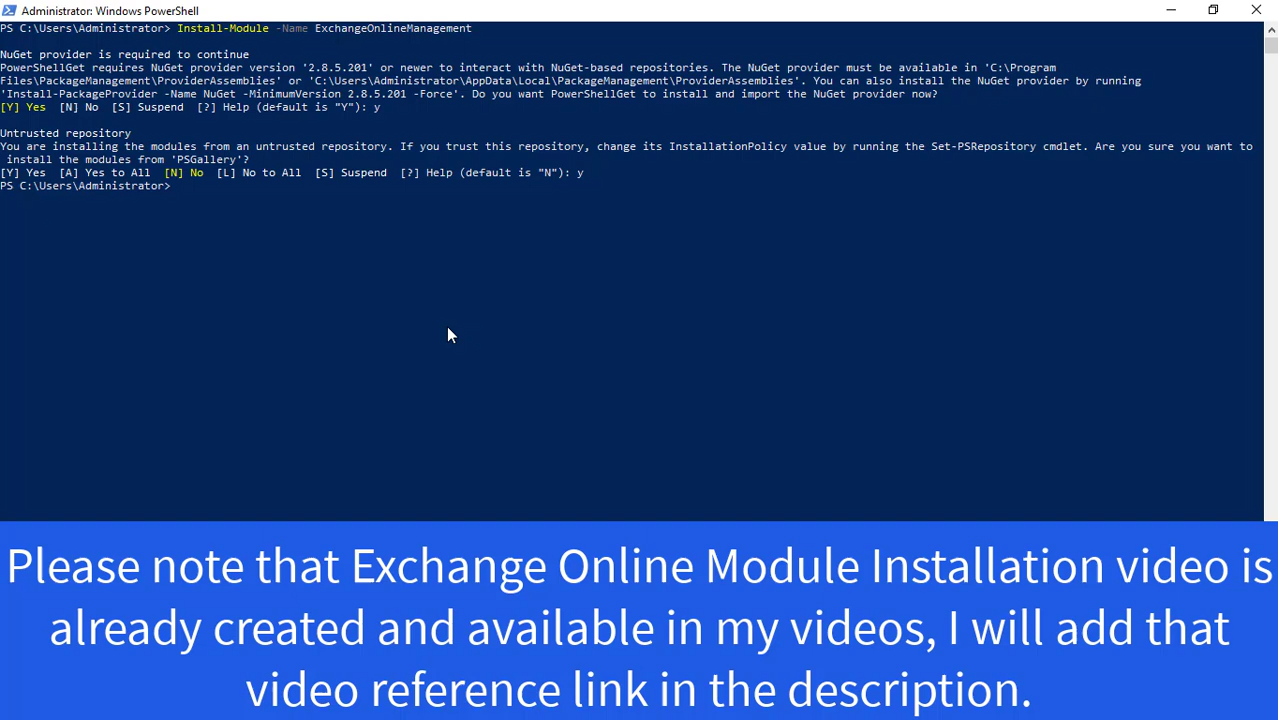 Administrator: Windows PowerShell
PS C:\Users\Administrator> Install-Module -Name ExchangeOnlineManagement
NuGet provider is required to continue
PowerShellGet requires NuGet provider version '2.8.5.201' or newer to interact with NuGet-based repositories. The NuGet provider must be available in 'C:\Program
Files\PackageManagement\ProviderAssemblies' or 'C:\Users\Administrator\AppData\Local\PackageManagement\ProviderAssemblies'. You can also install the NuGet provider by running
'Install-PackageProvider -Name NuGet -MinimumVersion 2.8.5.201 -Force'. Do you want PowerShellGet to install and import the NuGet provider now?
[Y] Yes  [N] No  [S] Suspend  [?] Help (default is "Y"): y
Untrusted repository
You are installing the modules from an untrusted repository. If you trust this repository, change its InstallationPolicy value by running the Set-PSRepository cmdlet. Are you sure you want to
install the modules from 'PSGallery'?
[Y] Yes  [A] Yes to All  [N] No  [L] No to All  [S] Suspend  [?] Help (default is "N"): y
PS C:\Users\Administrator>
Please note that Exchange Online Module Installation video is
already created and available in my videos, I will add that
video reference link in the description.